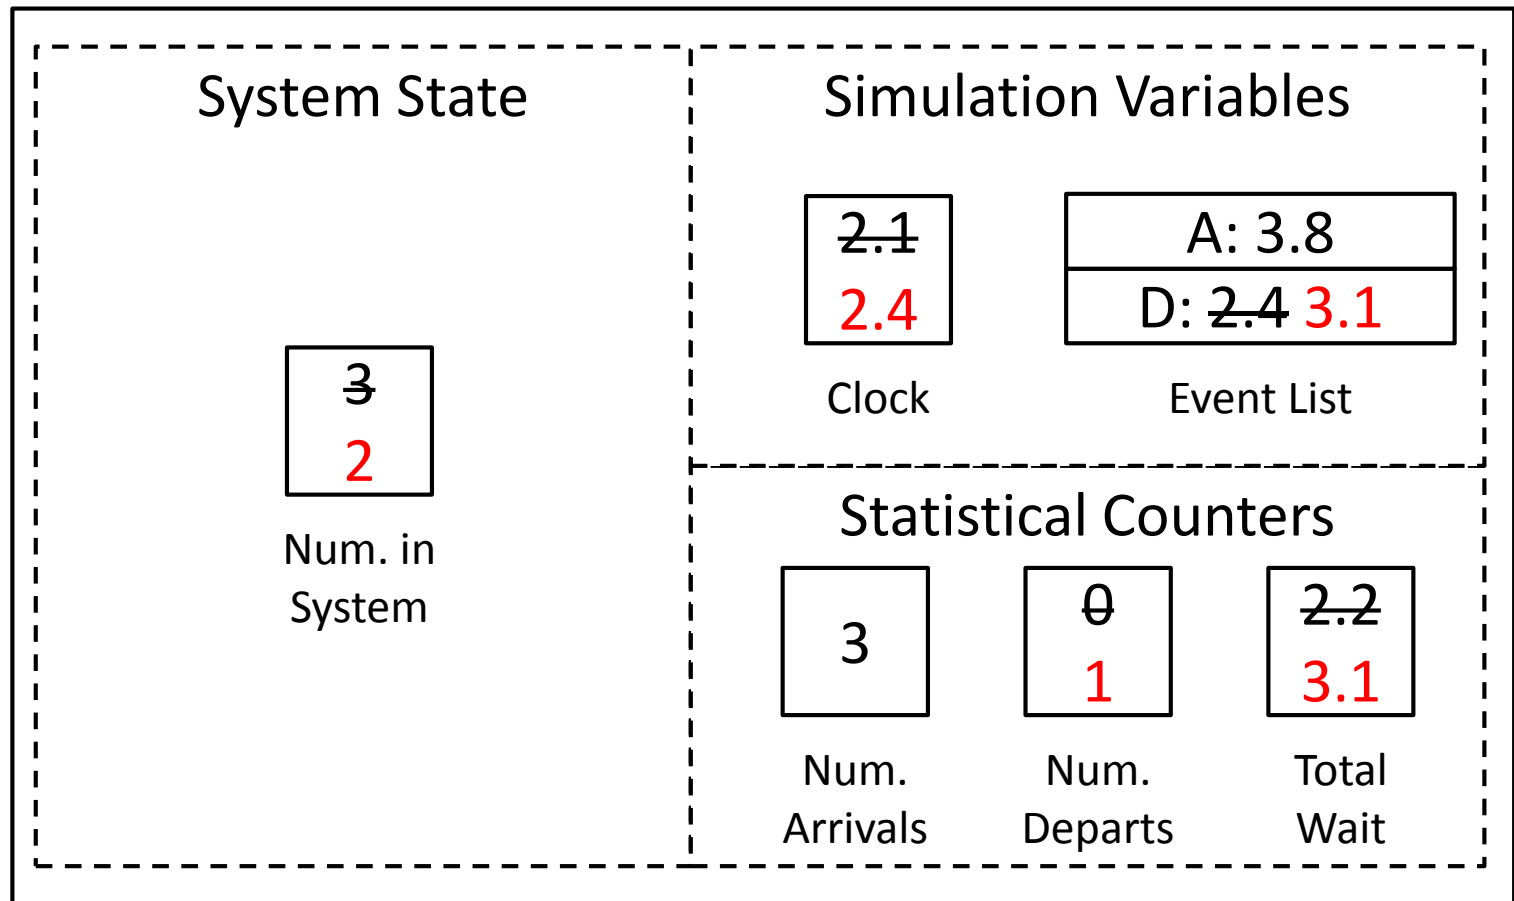 System State
3
2
Num. in
System
Simulation Variables
2.1
2.4
Clock
A: 3.8
D: 2.4 3.1
Event List
Statistical Counters
3
Num.
Arrivals
0
1
Num.
Departs
2.2
3.1
Total
Wait